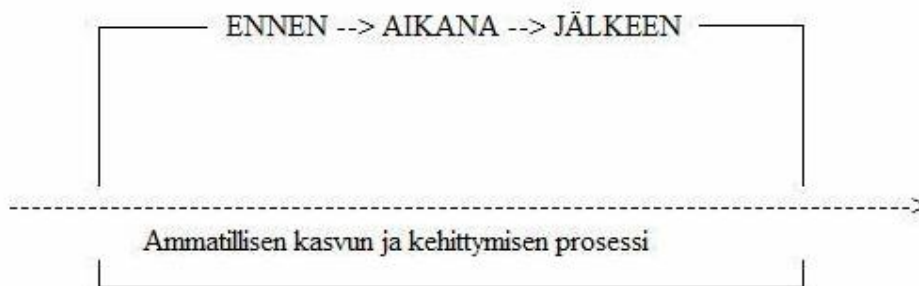 ENNEN --> AIKANA --> JÄLKEEN
Ammatillisen kasvun ja kehittymisen prosessi